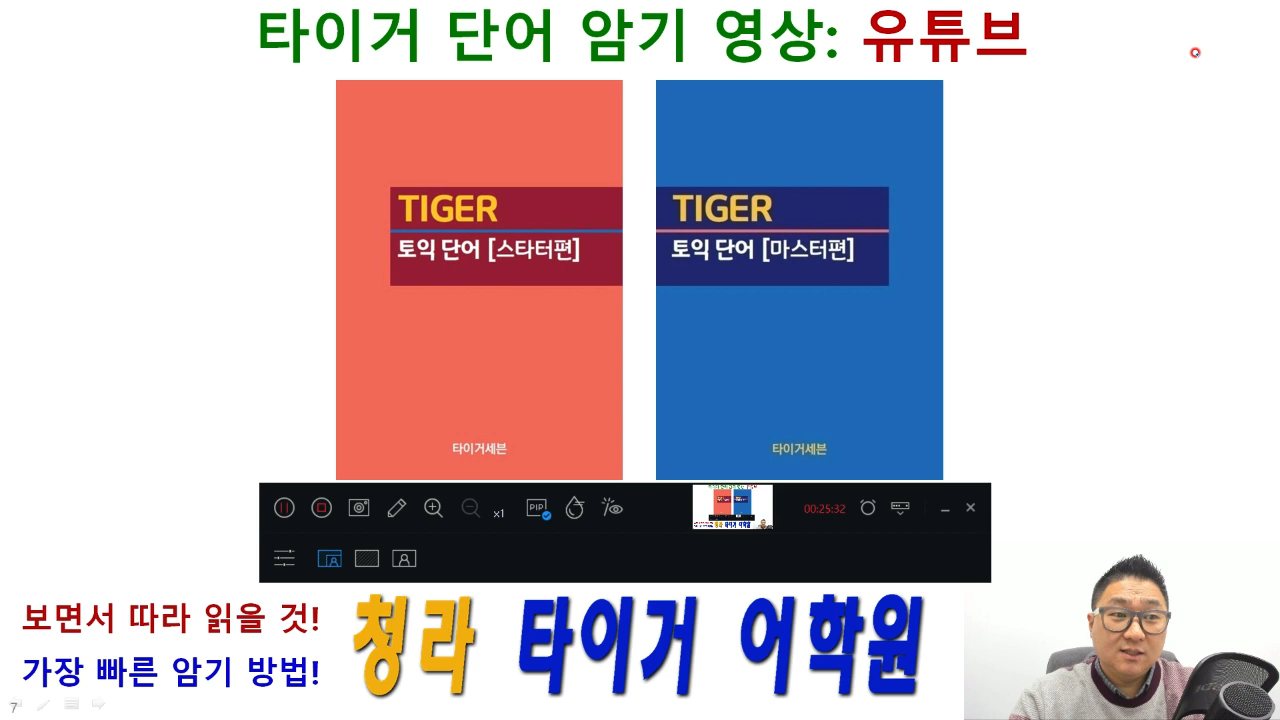 타이거 단어 암기 영상: 유튜브
TIGER
토익 단어 [스타터편]
타이거세븐
TIGER
토익 단어 [마스터편]
타이거세븐
x1
PIP
00:25:32
보면서 따라 읽을 것!
가장 빠른 암기 방법!
청라 타이거 어학원
7